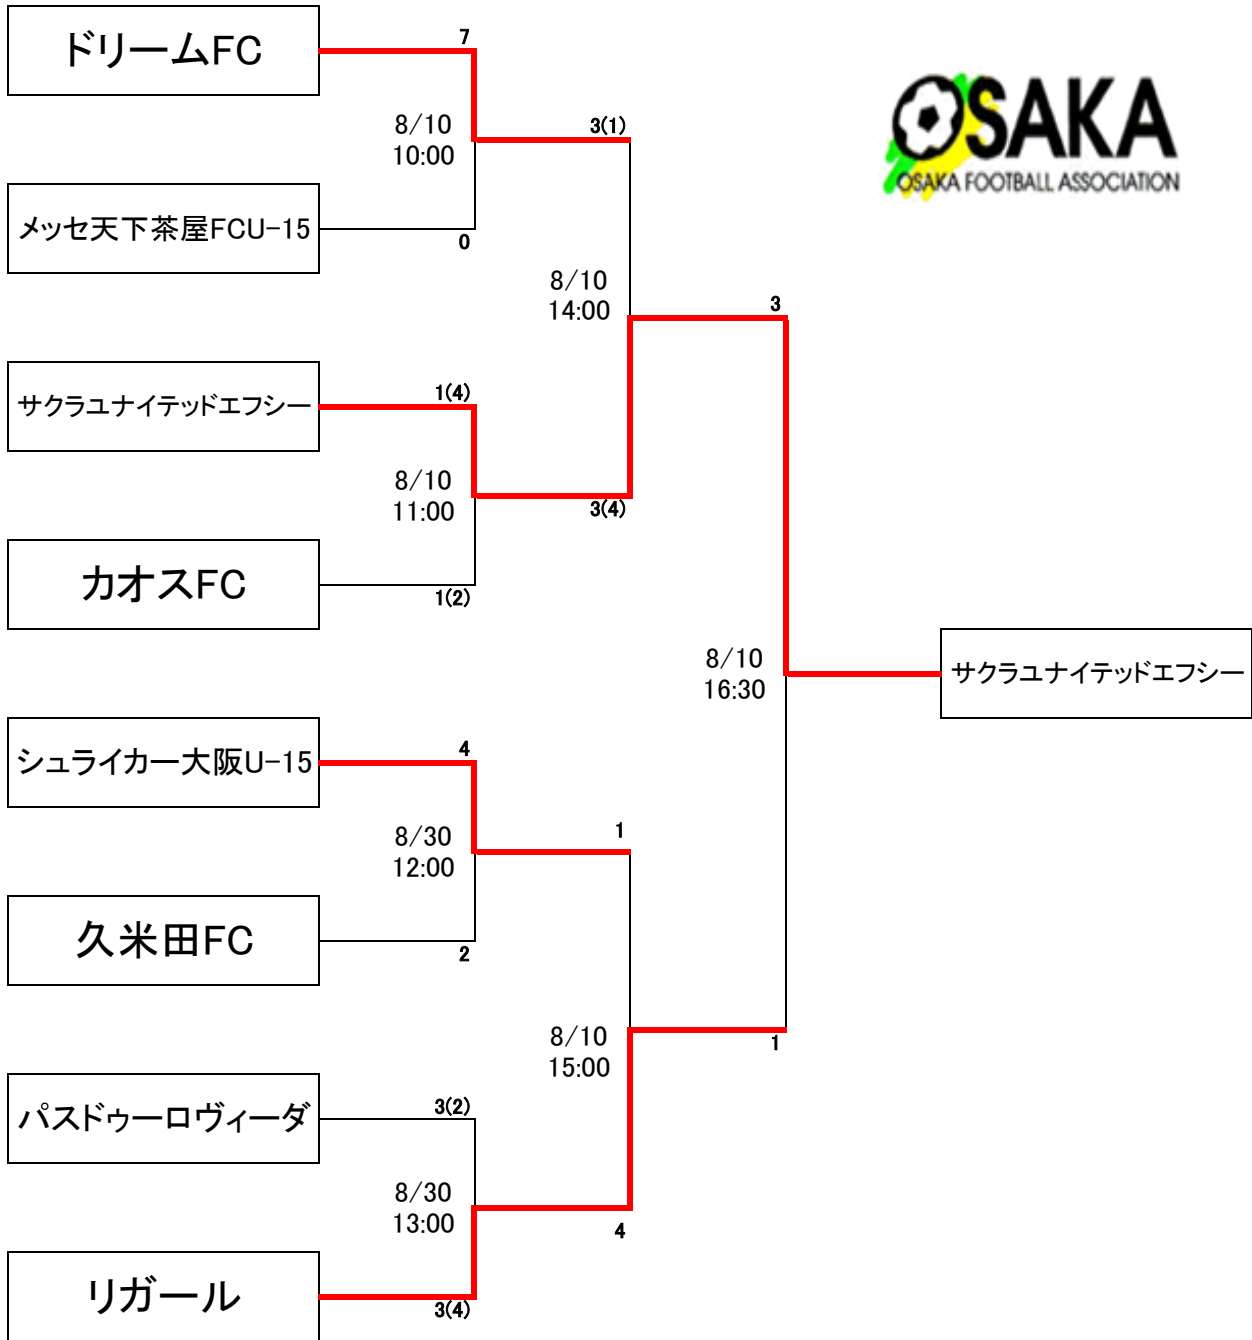 ドリームFC
7
8/10
10:00
3(1)
OSAKA
OSAKA FOOTBALL ASSOCIATION
メッセ天下茶屋FCU-15
0
8/10
14:00
3
サクラユナイテッドエフシー
1(4)
8/10
11:00
3(4)
カオスFC
1(2)
8/10
16:30
サクラユナイテッドエフシー
シュライカー大阪U-15
4
8/30
12:00
1
久米田FC
2
8/10
15:00
1
パスドゥーロヴィーダ
3(2)
8/30
13:00
4
リガール
3(4)